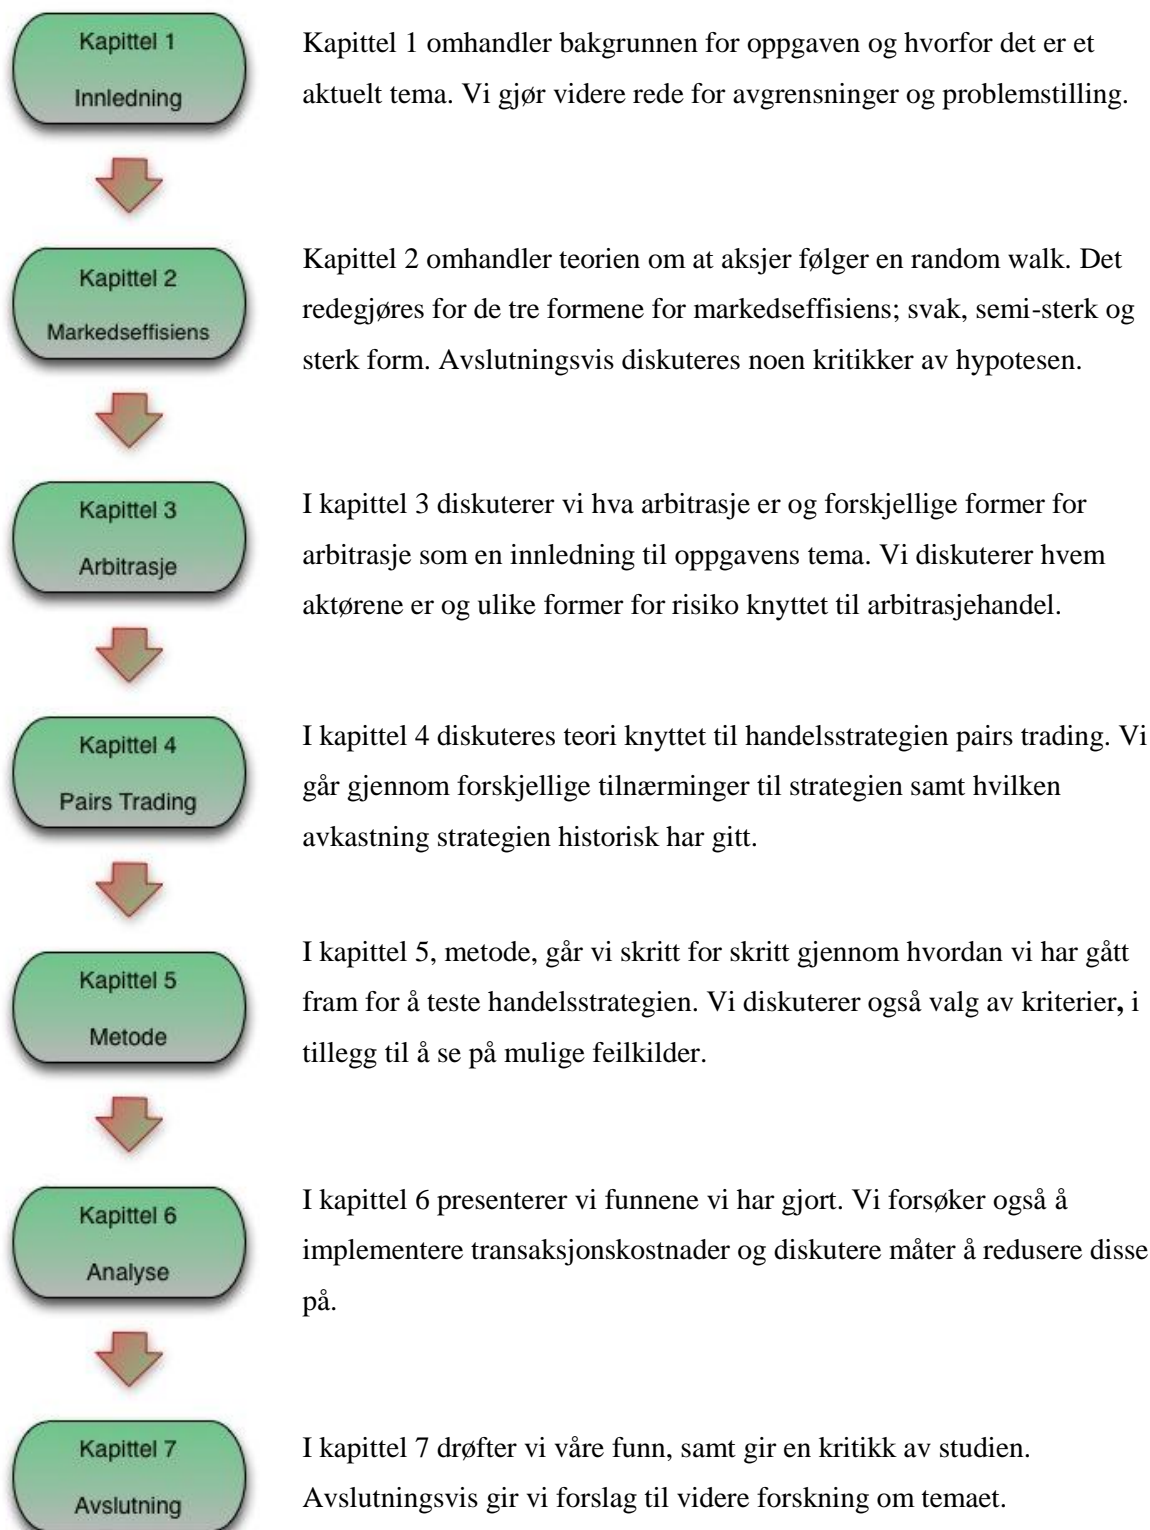 Kapittel 1
Innledning
Kapittel 1 omhandler bakgrunnen for oppgaven og hvorfor det er et
aktuelt tema. Vi gjør videre rede for avgrensninger og problemstilling.
Kapittel 2
Markedseffisiens
Kapittel 2 omhandler teorien om at aksjer følger en random walk. Det
redegjøres for de tre formene for markedseffisiens; svak, semi-sterk og
sterk form. Avslutningsvis diskuteres noen kritikker av hypotesen.
Kapittel 3
Arbitrasje
I kapittel 3 diskuterer vi hva arbitrasje er og forskjellige former for
arbitrasje som en innledning til oppgavens tema. Vi diskuterer hvem
aktørene er og ulike former for risiko knyttet til arbitrasjehandel.
Kapittel 4
Pairs Trading
I kapittel 4 diskuteres teori knyttet til handelsstrategien pairs trading. Vi
går gjennom forskjellige tilnærminger til strategien samt hvilken
avkastning strategien historisk har gitt.
Kapittel 5
Metode
I kapittel 5, metode, går vi skritt for skritt gjennom hvordan vi har gått
fram for å teste handelsstrategien. Vi diskuterer også valg av kriterier, i
tillegg til å se på mulige feilkilder.
Kapittel 6
Analyse
I kapittel 6 presenterer vi funnene vi har gjort. Vi forsøker også å
implementere transaksjonskostnader og diskutere måter å redusere disse
på.
Kapittel 7
Avslutning
I kapittel 7 drøfter vi våre funn, samt gir en kritikk av studien.
Avslutningsvis gir vi forslag til videre forskning om temaet.